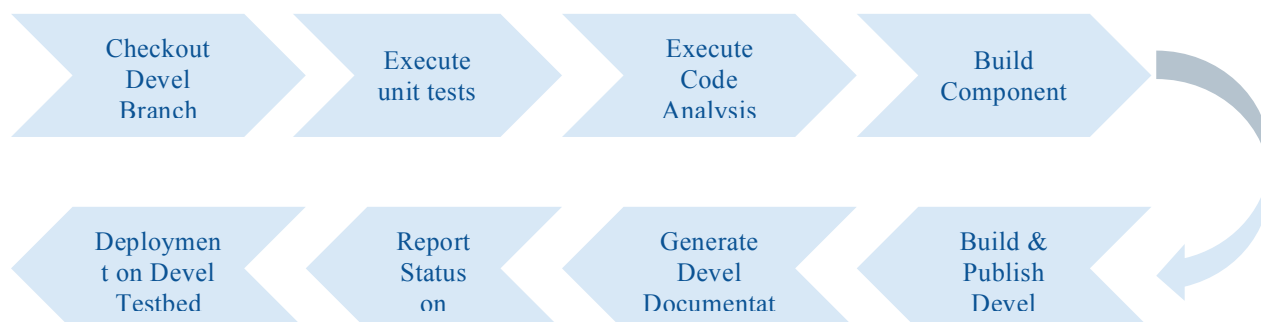 Checkout
Devel
Branch
Execute
unit tests
Execute
Code
Analysis
Build
Component
Build &
Publish
Devel
Generate
Devel
Documentat
Report
Status
on
Deploymen
t on Devel
Testbed